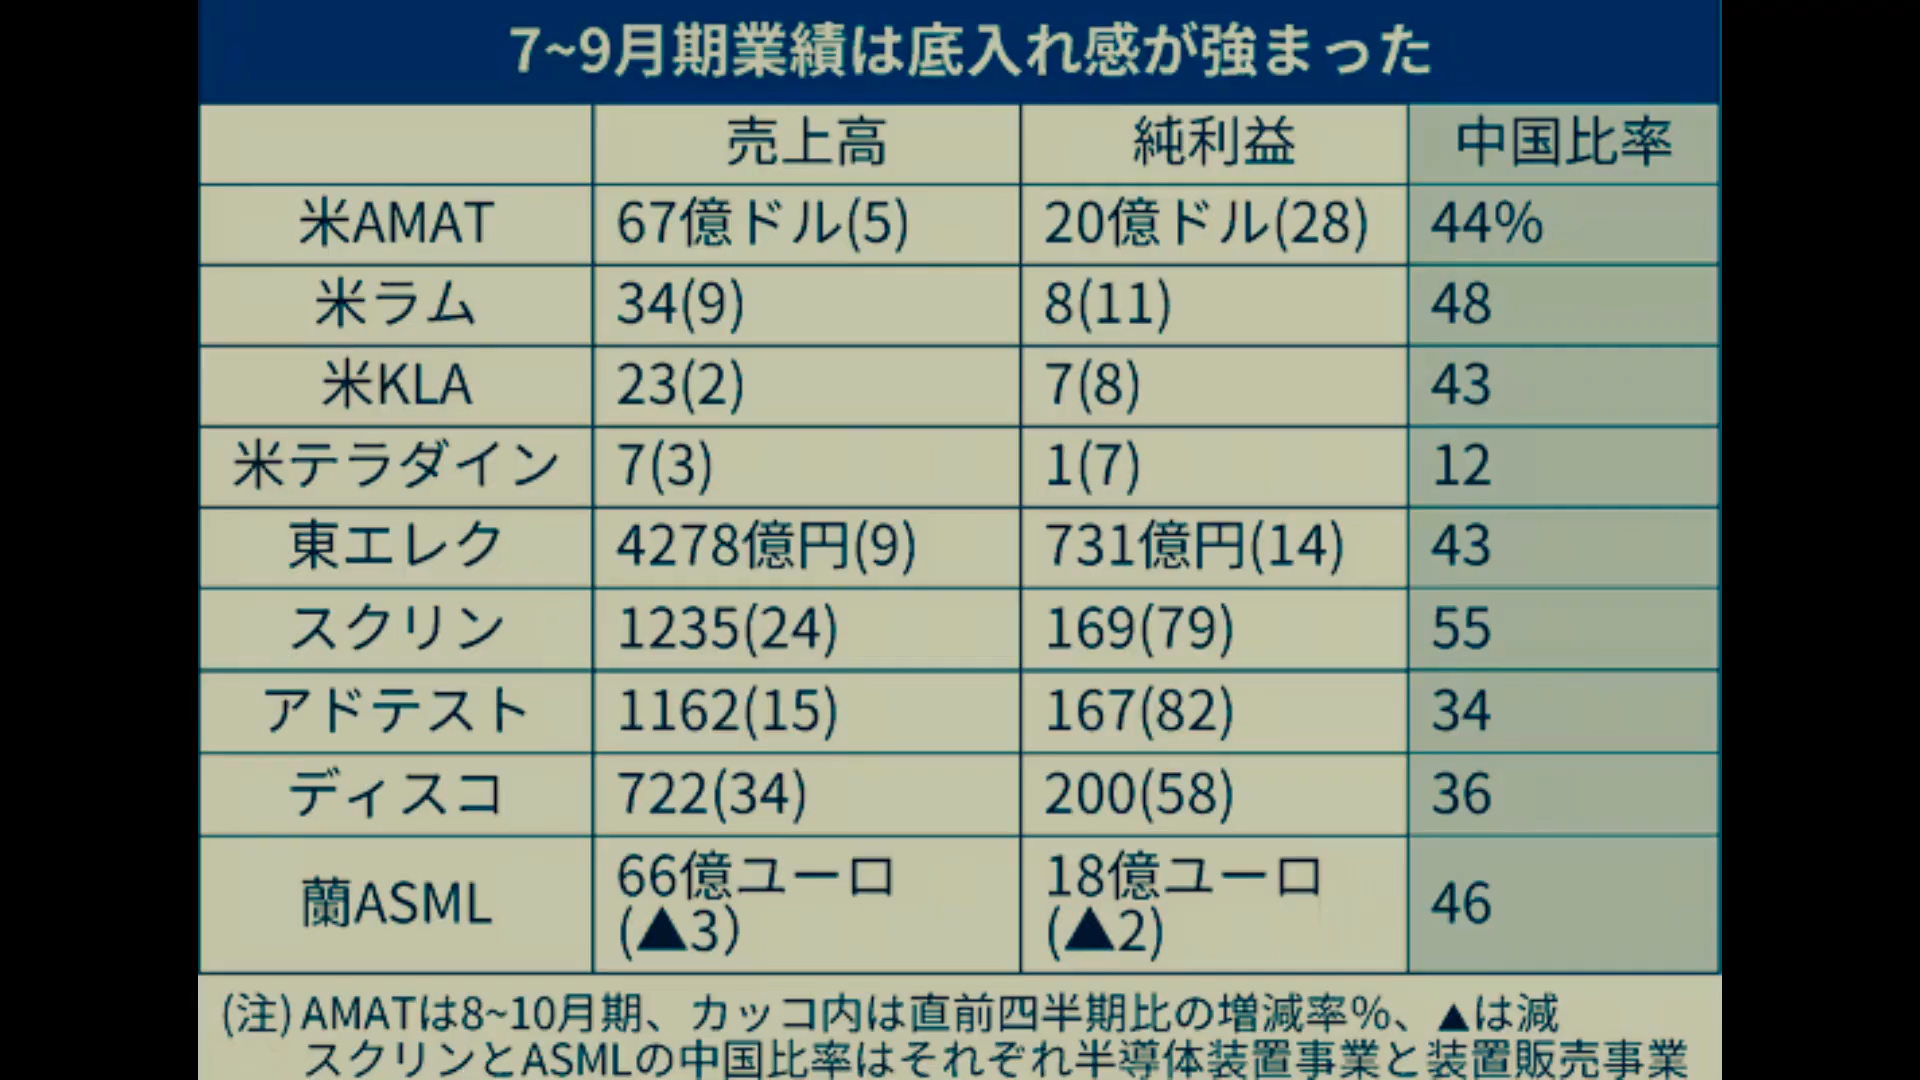 7~9月期業績は底入れ感が強まった
売上高 純利益 中国比率
米AMAT 67億ドル(5) 20億ドル(28) 44%
米ラム 34(9) 8(11) 48
米KLA 23(2) 7(8) 43
米テラダイン 7(3) 1(7) 12
東エレク 4278億円(9) 731億円(14) 43
スクリン 1235(24) 169(79) 55
アドテスト 1162(15) 167(82) 34
ディスコ 722(34) 200(58) 36
蘭ASML 66億ユーロ 18億ユーロ 46
(▲3) (▲2)
(注) AMATは8~10月期、カッコ内は直前四半期比の増減率%、▲は減
スクリンとASMLの中国比率はそれぞれ半導体装置事業と装置販売事業